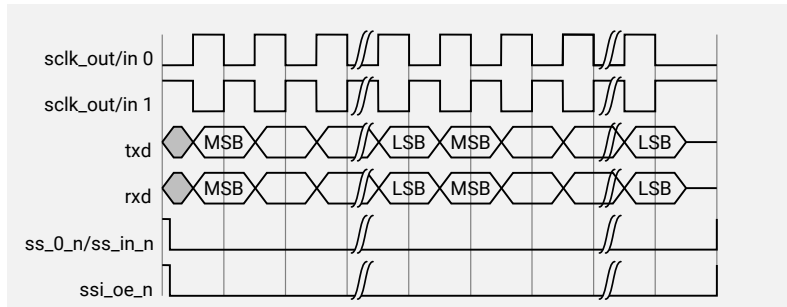 sclk_out/in 0
sclk_out/in 1
txd MSB LSB MSB LSB
rxd MSB LSB MSB LSB
ss_0_n/ss_in_n
ssi_oe_n